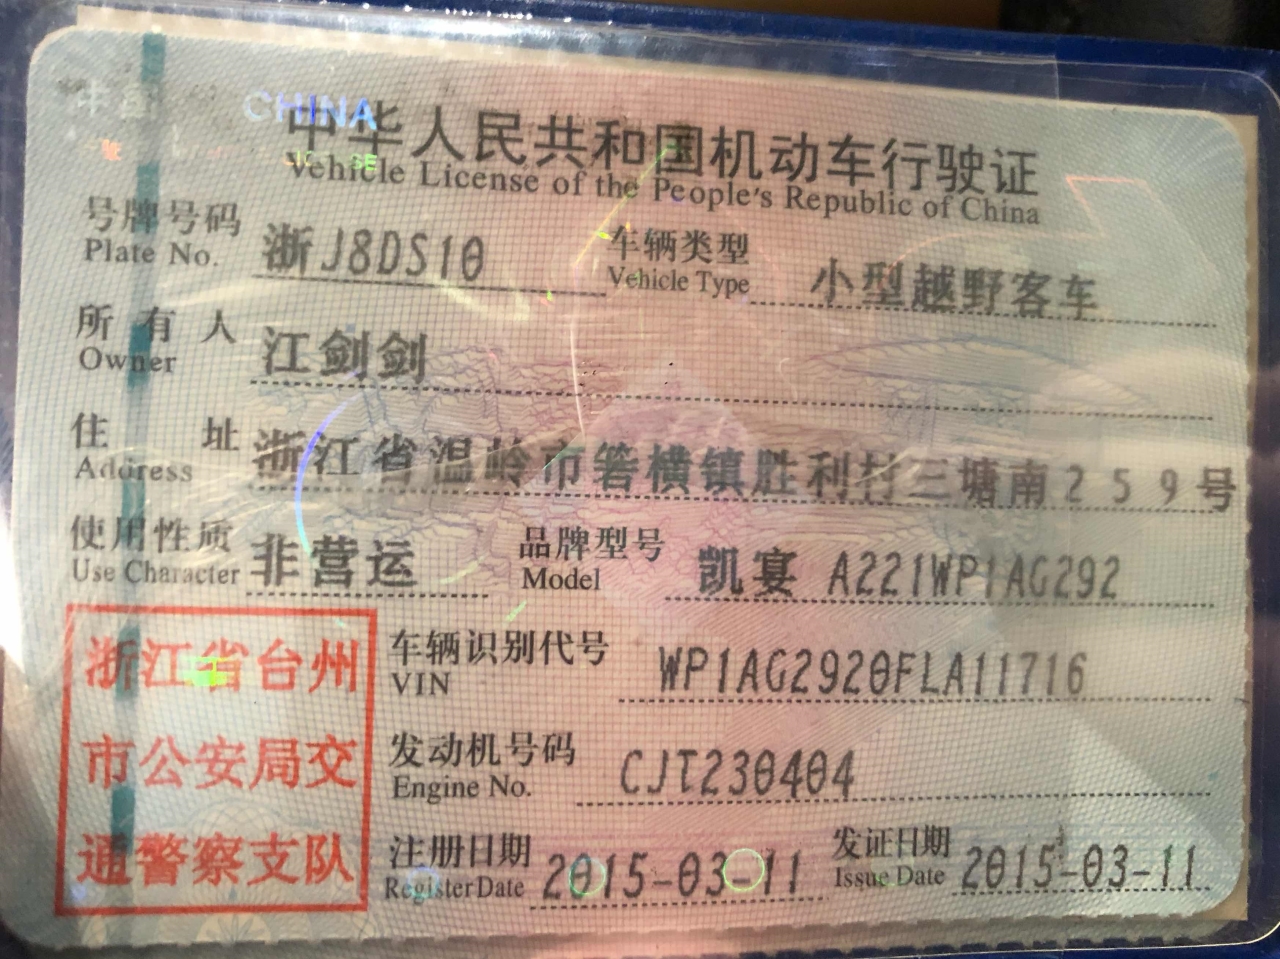 中国 CHINA
中华人民共和国机动车行驶证
Vehicle License of the People's Republic of China
号牌号码 浙J8DS10 车辆类型 小型越野客车
Plate No. Vehicle Type
所有人 江剑剑
Owner
住址 浙江省温岭市箬横镇胜利村三塘南259号
Address
使用性质 非营运 品牌型号 凯宴 A221WP1AG292
Use Character Model
浙江省台州
市公安局交
通警察支队
车辆识别代号 WP1AG2920FLA11716
VIN
发动机号码 CJT230404
Engine No.
注册日期 2015-03-11 发证日期 2015-03-11
Register Date Issue Date